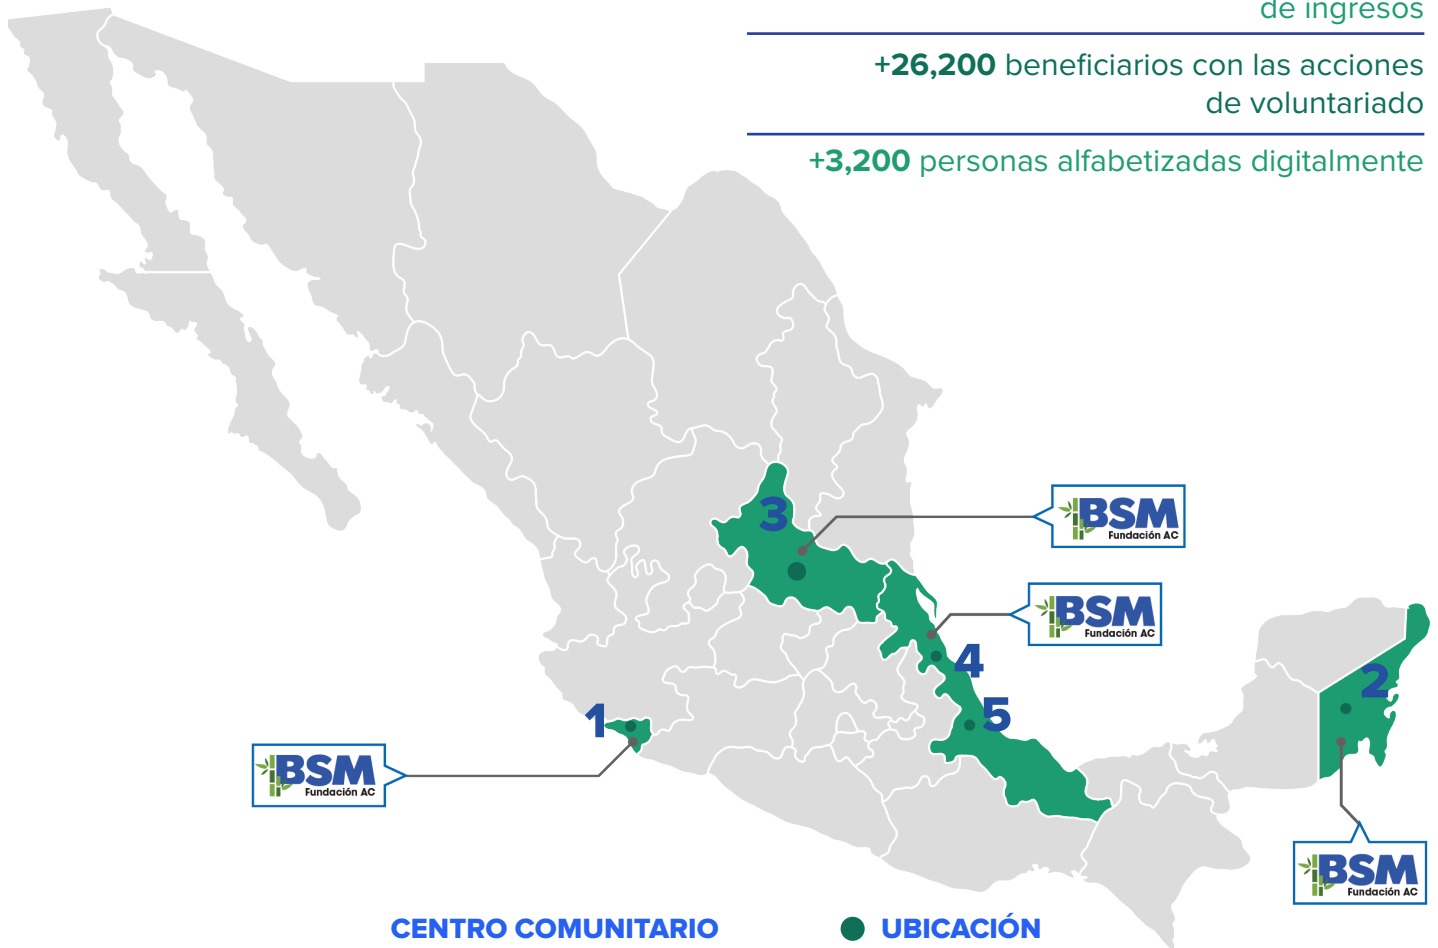 de ingresos
+26,200 beneficiarios con las acciones
de voluntariado
+3,200 personas alfabetizadas digitalmente
3
BSM
Fundación AC
BSM
Fundación AC
4
2
5
1
BSM
Fundación AC
BSM
Fundación AC
CENTRO COMUNITARIO
UBICACIÓN